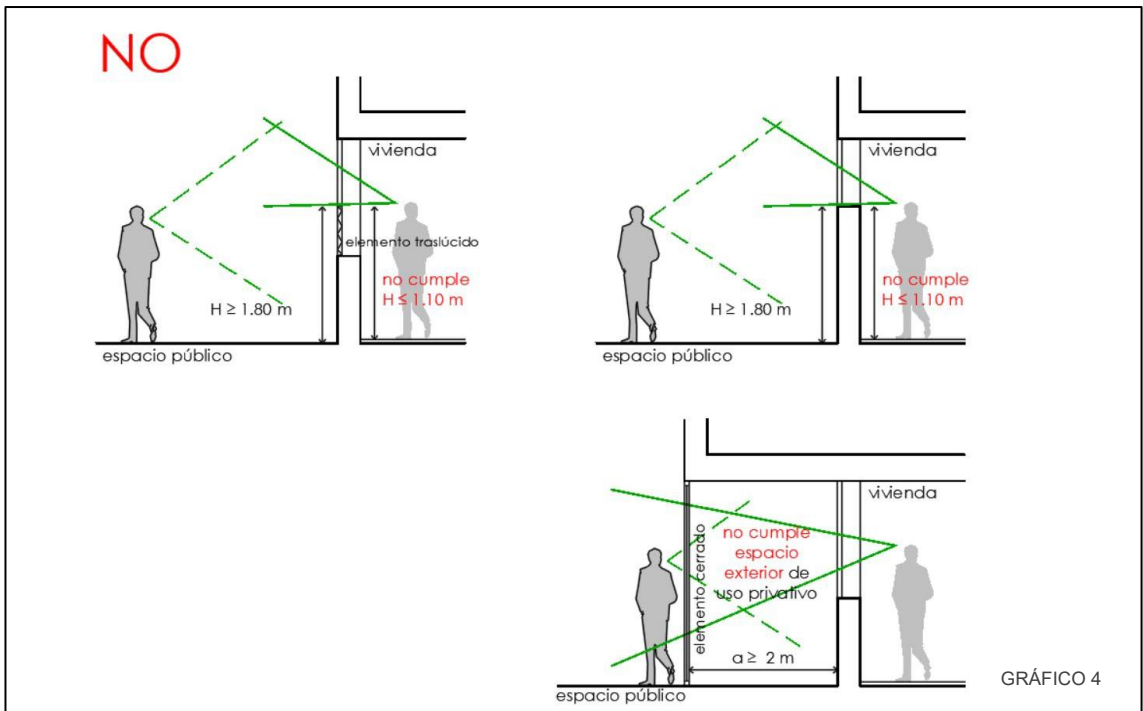 NO
vivienda
elemento traslúcido
no cumple
H ≤ 1.10 m
H ≥ 1.80 m
espacio público
vivienda
no cumple
H ≤ 1.10 m
H ≥ 1.80 m
espacio público
vivienda
elemento cerrado
no cumple
espacio
exterior de
uso privativo
a ≥ 2 m
espacio público
GRÁFICO 4